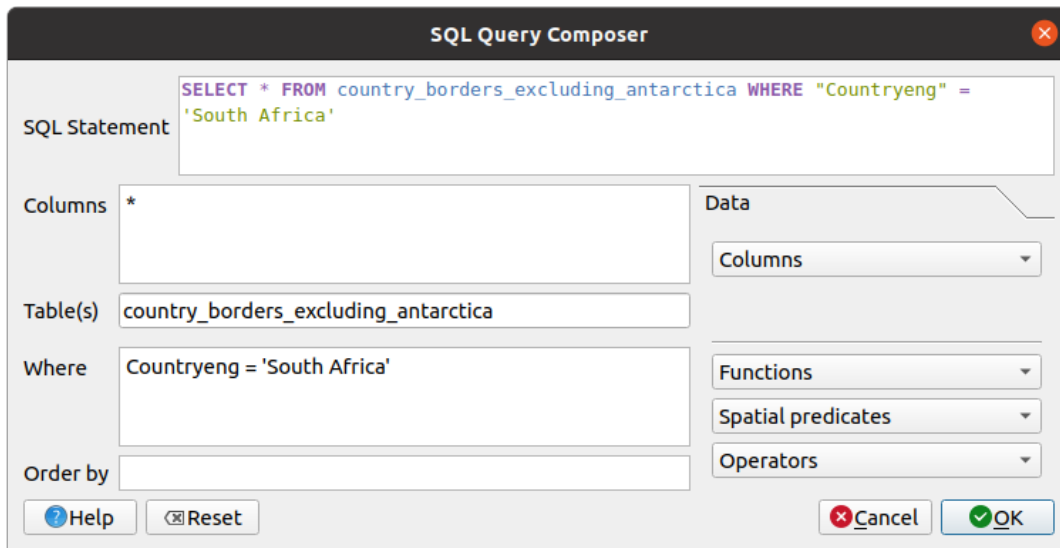 SQL Query Composer
SQL Statement
SELECT * FROM country_borders_excluding_antarctica WHERE "Countryeng" =
'South Africa'
Columns
*
Data
Columns
Table(s)
country_borders_excluding_antarctica
Where
Countryeng = 'South Africa'
Functions
Spatial predicates
Operators
Order by
Help
Reset
Cancel
OK